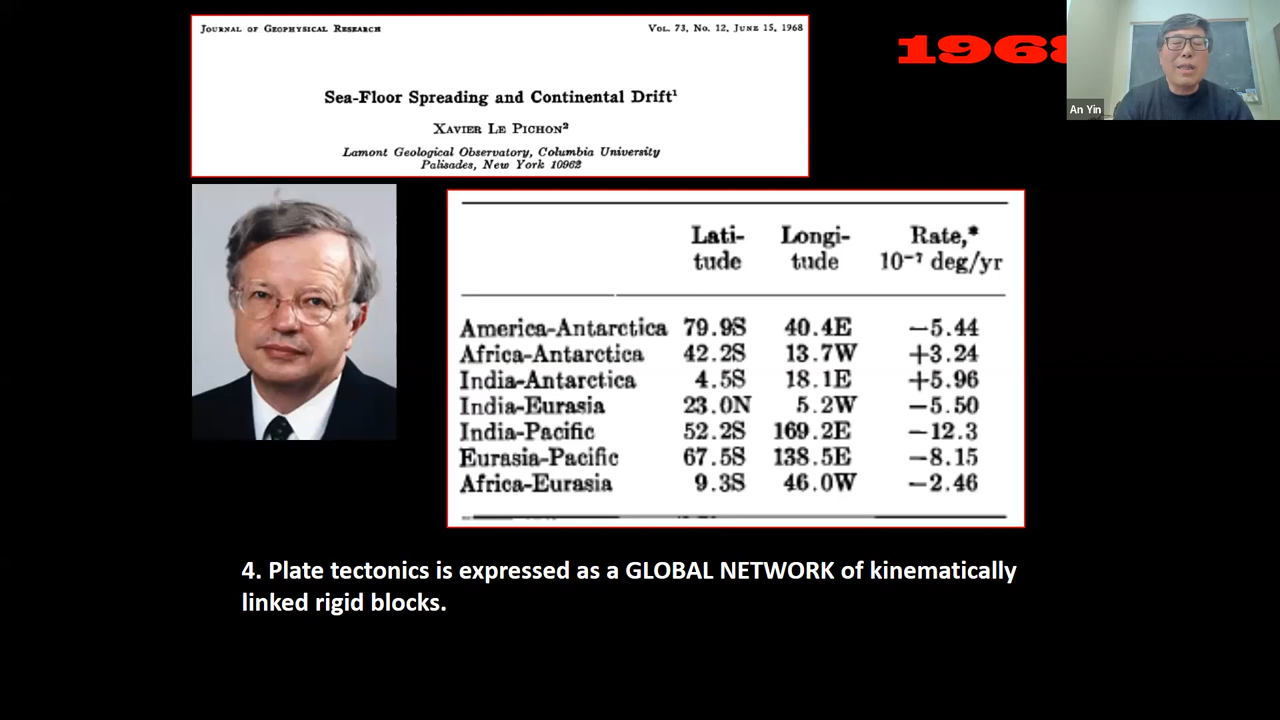 JOURNAL OF GEOPHYSICAL RESEARCH VOL. 73, NO. 12, JUNE 15, 1968
Sea-Floor Spreading and Continental Drift¹
XAVIER LE PICHON²
Lamont Geological Observatory, Columbia University
Palisades, New York 10962
1968
An Yin
Lati- Longi- Rate,*
tude tude 10⁻⁷ deg/yr
America-Antarctica 79.9S 40.4E −5.44
Africa-Antarctica 42.2S 13.7W +3.24
India-Antarctica 4.5S 18.1E +5.96
India-Eurasia 23.0N 5.2W −5.50
India-Pacific 52.2S 169.2E −12.3
Eurasia-Pacific 67.5S 138.5E −8.15
Africa-Eurasia 9.3S 46.0W −2.46
4. Plate tectonics is expressed as a GLOBAL NETWORK of kinematically
linked rigid blocks.